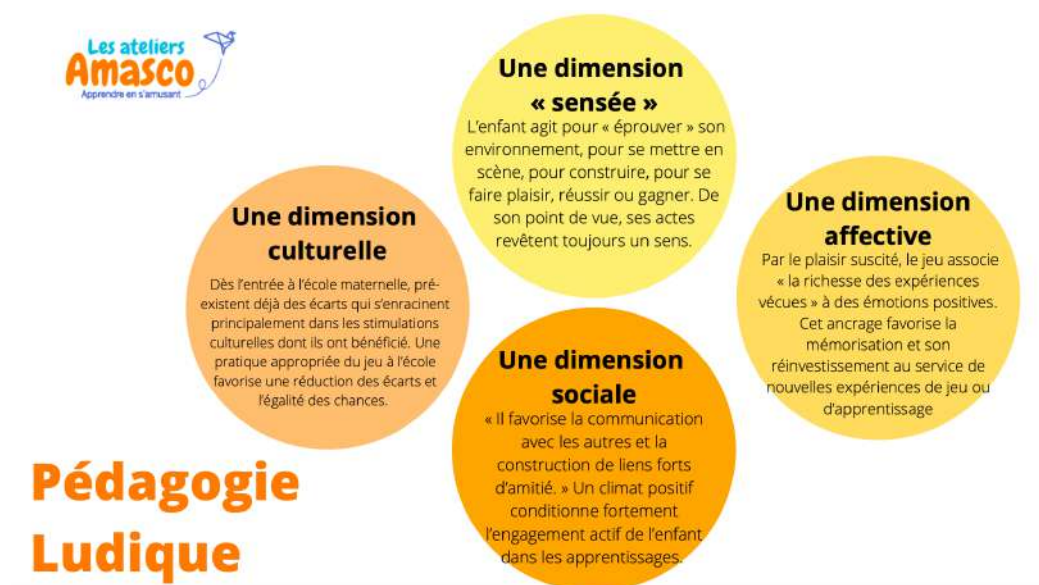 Les ateliers
Amasco
Apprendre en s'amusant
Une dimension
« sensée »
L'enfant agit pour « éprouver » son
environnement, pour se mettre en
scène, pour construire, pour se
faire plaisir, réussir ou gagner. De
son point de vue, ses actes
revêtent toujours un sens.
Une dimension
culturelle
Dès l'entrée à l'école maternelle, pré-
existent déjà des écarts qui s'enracinent
principalement dans les stimulations
culturelles dont ils ont bénéficié. Une
pratique appropriée du jeu à l'école
favorise une réduction des écarts et
l'égalité des chances.
Une dimension
affective
Par le plaisir suscité, le jeu associe
« la richesse des expériences
vécues » à des émotions positives.
Cet ancrage favorise la
mémorisation et son
réinvestissement au service de
nouvelles expériences de jeu ou
d'apprentissage
Une dimension
sociale
« Il favorise la communication
avec les autres et la
construction de liens forts
d'amitié. » Un climat positif
conditionne fortement
l'engagement actif de l'enfant
dans les apprentissages.
Pédagogie
Ludique